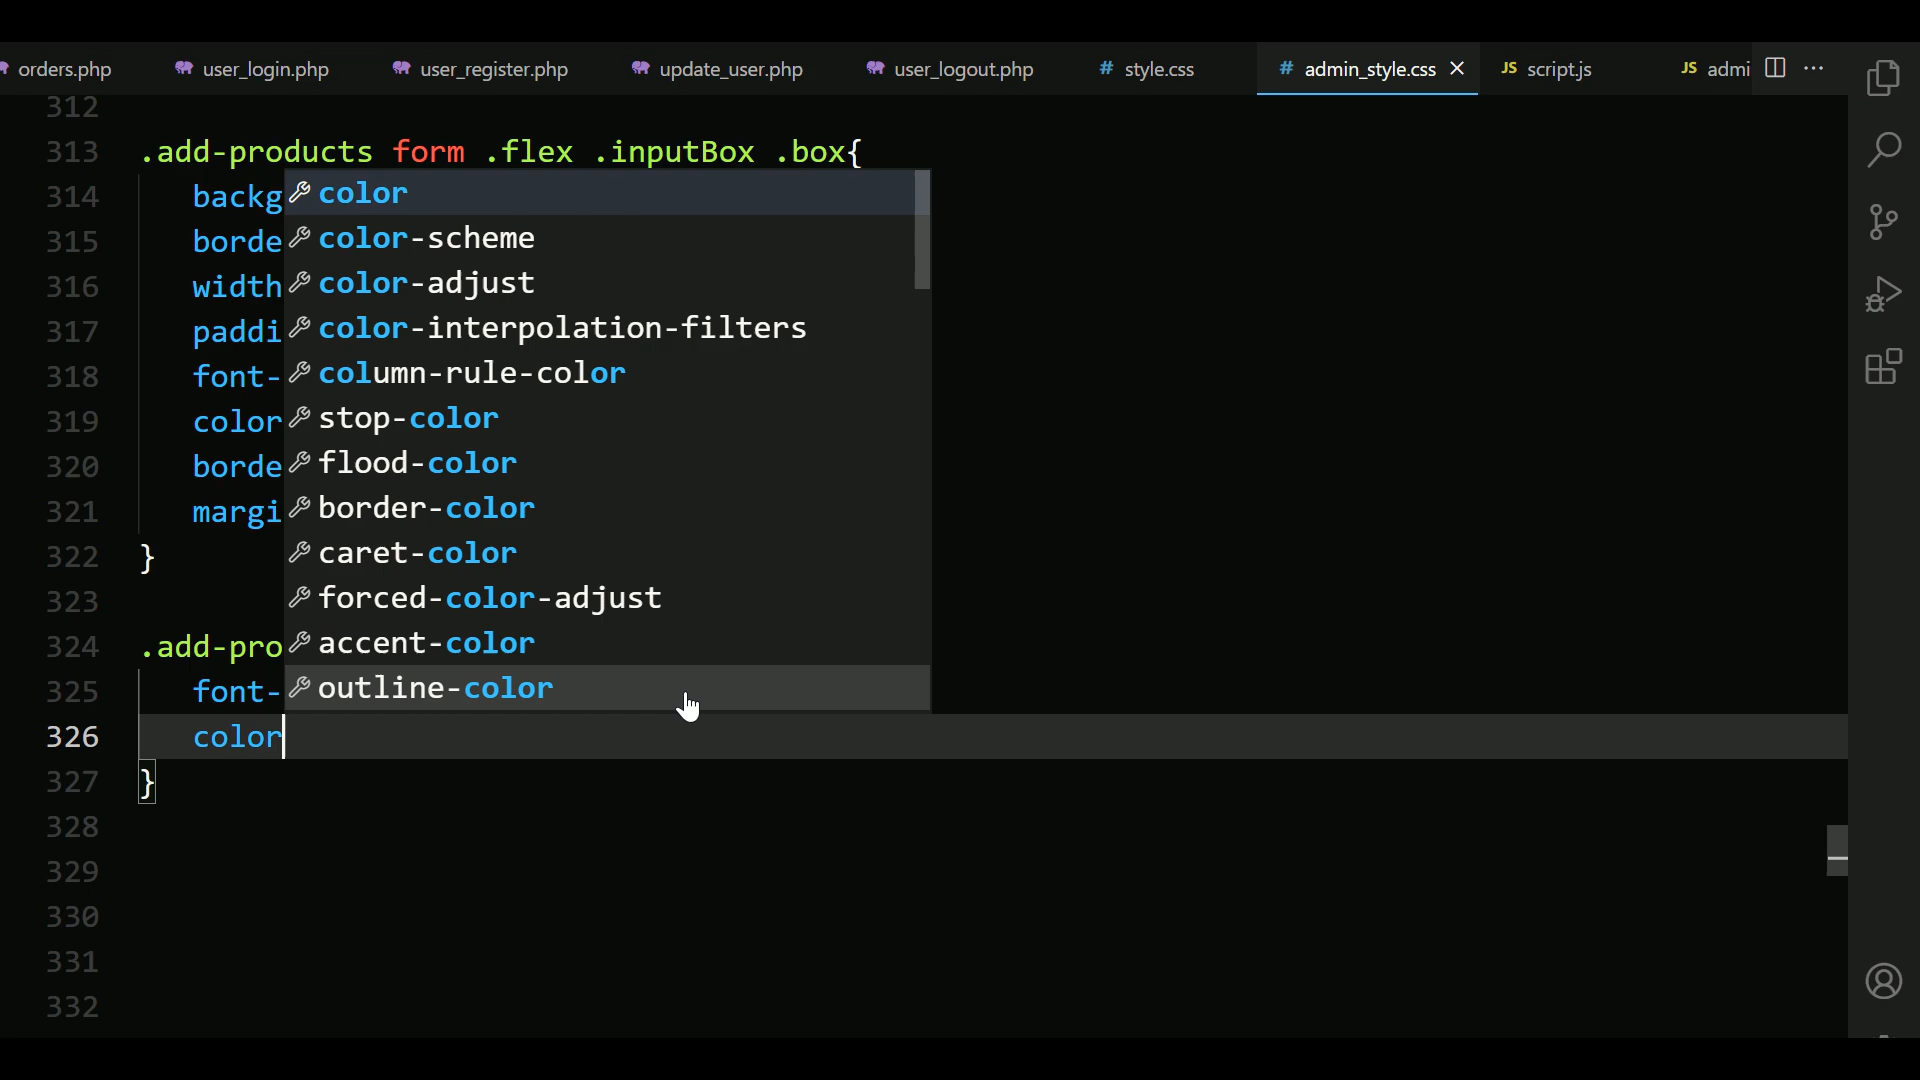 orders.php user_login.php user_register.php update_user.php user_logout.php # style.css # admin_style.css JS script.js JS admi
312
313 .add-products form .flex .inputBox .box{
314 backg color
315 borde color-scheme
316 width color-adjust
317 paddi color-interpolation-filters
318 font- column-rule-color
319 color stop-color
320 borde flood-color
321 margi border-color
322 } caret-color
323 forced-color-adjust
324 .add-pro accent-color
325 font- outline-color
326 color
327 }
328
329
330
331
332